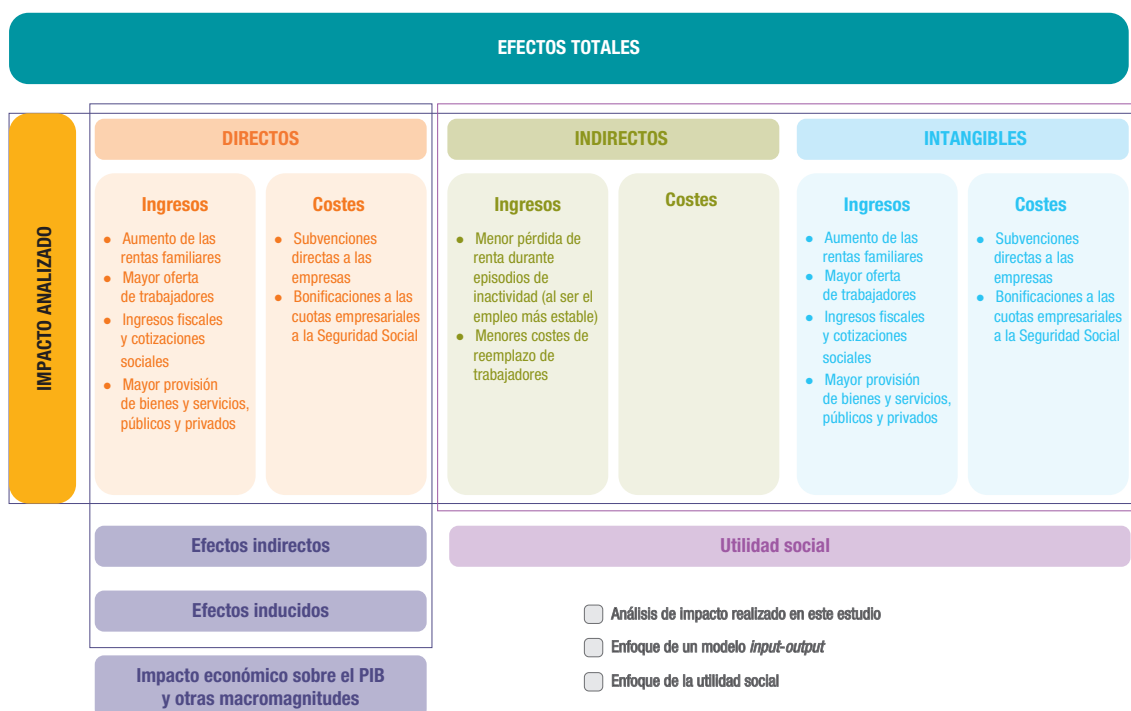 EFECTOS TOTALES
IMPACTO ANALIZADO
DIRECTOS
Ingresos
● Aumento de las
rentas familiares
● Mayor oferta
de trabajadores
● Ingresos fiscales
y cotizaciones
sociales
● Mayor provisión
de bienes y servicios,
públicos y privados
Costes
● Subvenciones
directas a las
empresas
● Bonificaciones a las
cuotas empresariales
a la Seguridad Social
INDIRECTOS
Ingresos
● Menor pérdida de
renta durante
episodios de
inactividad (al ser el
empleo más estable)
● Menores costes de
reemplazo de
trabajadores
Costes
INTANGIBLES
Ingresos
● Aumento de las
rentas familiares
● Mayor oferta
de trabajadores
● Ingresos fiscales
y cotizaciones
sociales
● Mayor provisión
de bienes y servicios,
públicos y privados
Costes
● Subvenciones
directas a las
empresas
● Bonificaciones a las
cuotas empresariales
a la Seguridad Social
Efectos indirectos
Efectos inducidos
Impacto económico sobre el PIB
y otras macromagnitudes
Utilidad social
Análisis de impacto realizado en este estudio
Enfoque de un modelo input-output
Enfoque de la utilidad social